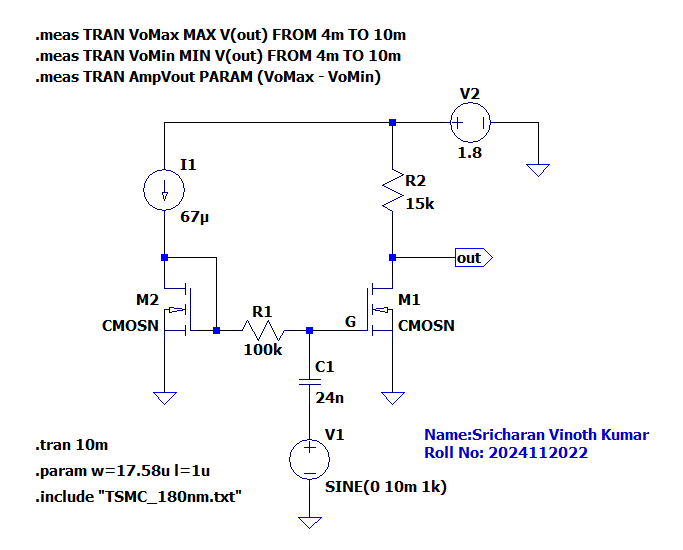 .meas TRAN VoMax MAX V(out) FROM 4m TO 10m
.meas TRAN VoMin MIN V(out) FROM 4m TO 10m
.meas TRAN AmpVout PARAM (VoMax - VoMin)
V2
1.8
I1
67µ
R2
15k
out
M2
CMOSN
R1
100k
G
M1
CMOSN
C1
24n
V1
SINE(0 10m 1k)
.tran 10m
.param w=17.58u l=1u
.include "TSMC_180nm.txt"
Name:Sricharan Vinoth Kumar
Roll No: 2024112022